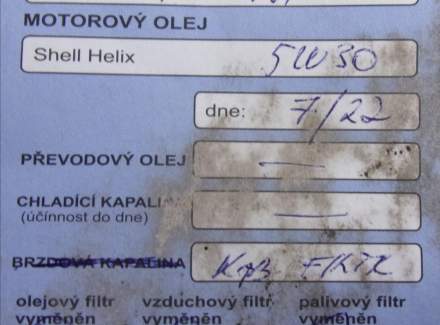 MOTOROVÝ OLEJ
Shell Helix 5W30
dne: 7/22
PŘEVODOVÝ OLEJ —
CHLADÍCÍ KAPALI —
(účinnost do dne)
BRZDOVÁ KAPALINA FILTR
olejový filtr vzduchový filtr palivový filtr
vyměněn vyměněn vyměněn